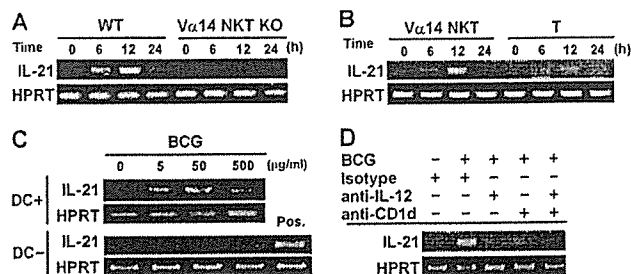 A
WT Vα14 NKT KO
Time 0 6 12 24 0 6 12 24 (h)
IL-21
HPRT
B
Vα14 NKT T
Time 0 6 12 24 0 6 12 24 (h)
IL-21
HPRT
C
BCG
0 5 50 500 (μg/ml)
DC+
IL-21
HPRT
Pos.
DC−
IL-21
HPRT
D
BCG − + + + +
Isotype + + − − −
anti-IL-12 − − + − +
anti-CD1d − − − + +
IL-21
HPRT